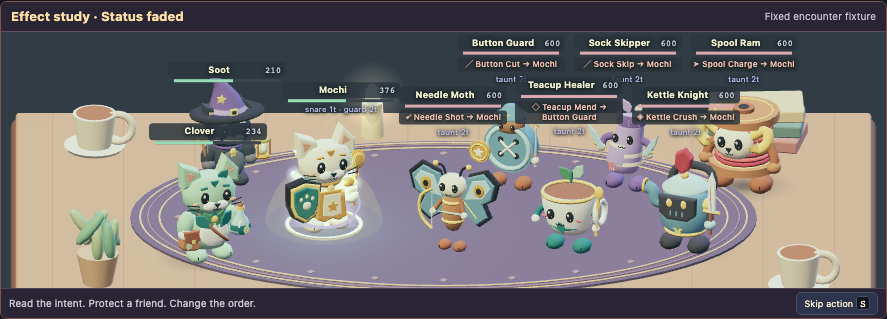 Effect study · Status faded
Fixed encounter fixture
Button Guard 600
／ Button Cut → Mochi
taunt 2t
Sock Skipper 600
／ Sock Skip → Mochi
Spool Ram 600
➤ Spool Charge → Mochi
taunt 2t
Soot 210
Mochi 376
snare 1t · guard 2t
Needle Moth 600
✔ Needle Shot → Mochi
taunt 2t
Teacup Healer 600
◇ Teacup Mend →
Button Guard
taunt 2t
Kettle Knight 600
◈ Kettle Crush → Mochi
taunt 2t
Clover 234
Read the intent. Protect a friend. Change the order.
Skip action S